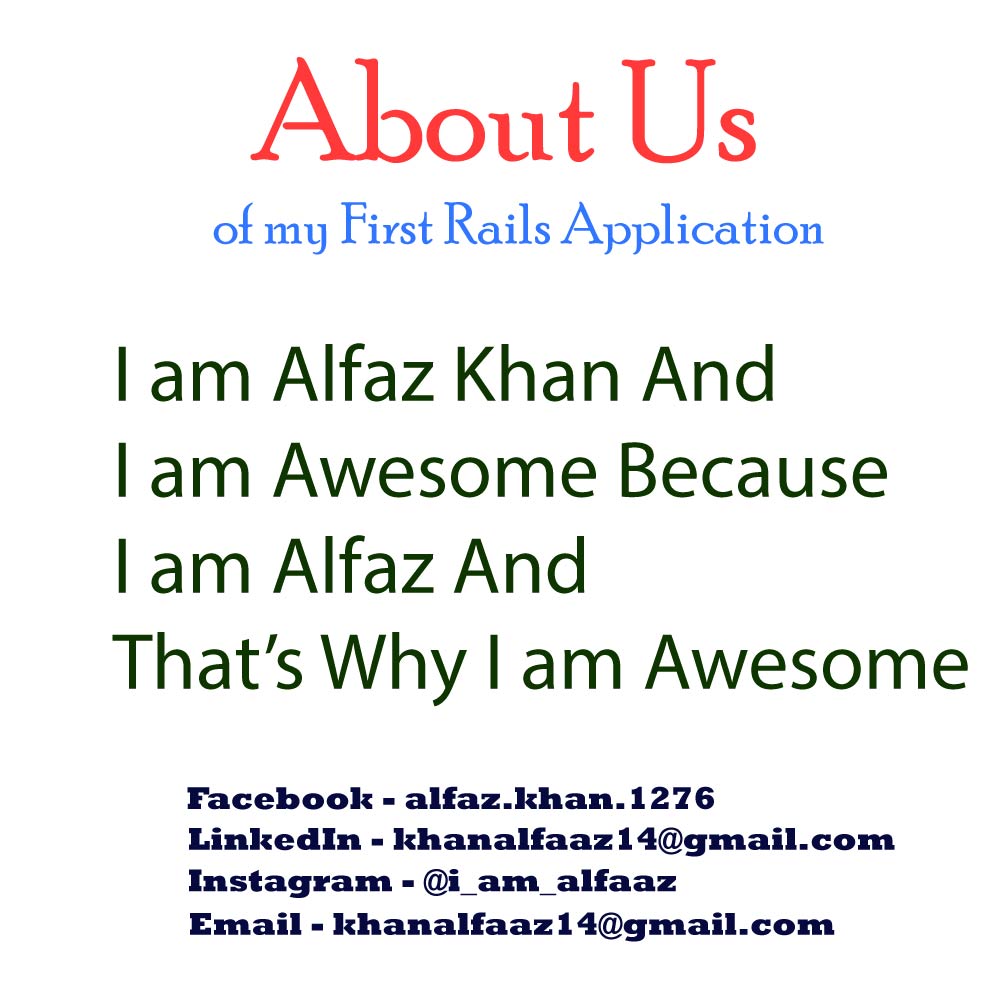 About Us
of my First Rails Application
I am Alfaz Khan And
I am Awesome Because
I am Alfaz And
That’s Why I am Awesome
Facebook - alfaz.khan.1276
LinkedIn - khanalfaaz14@gmail.com
Instagram - @i_am_alfaaz
Email - khanalfaaz14@gmail.com